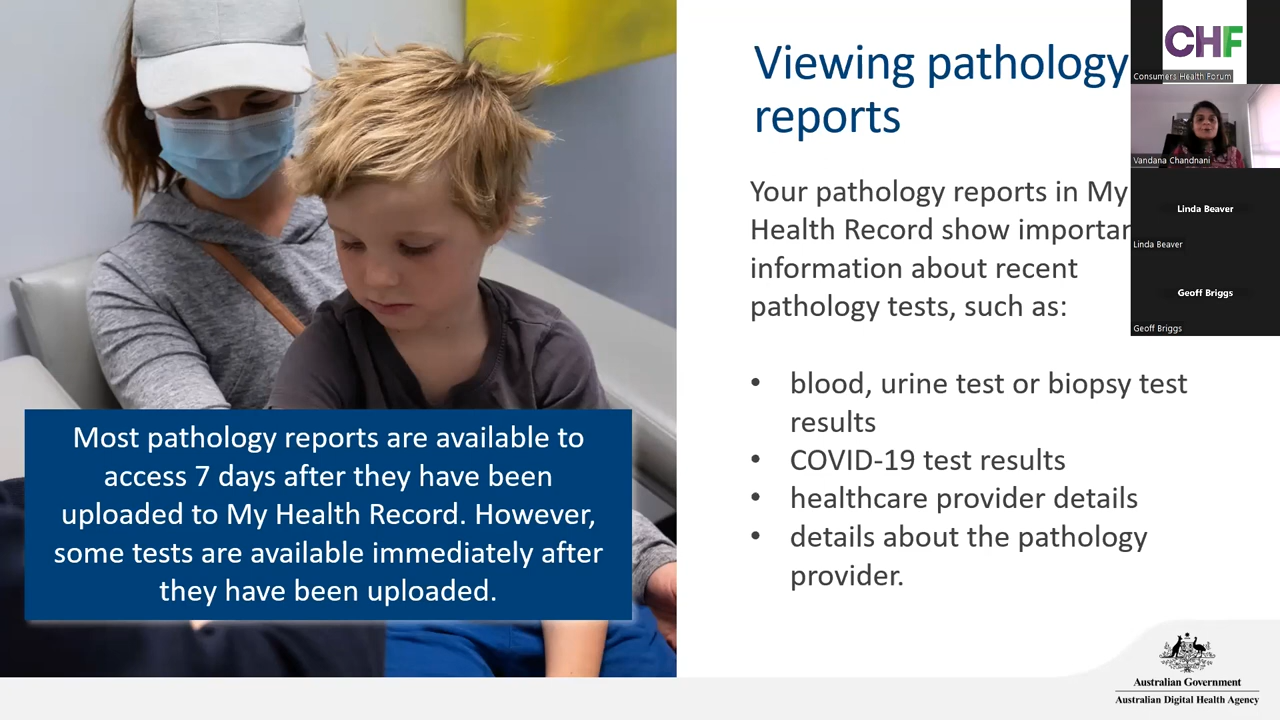 Viewing pathology
reports
Your pathology reports in My
Health Record show importan
information about recent
pathology tests, such as:
• blood, urine test or biopsy test
results
• COVID-19 test results
• healthcare provider details
• details about the pathology
provider.
Most pathology reports are available to
access 7 days after they have been
uploaded to My Health Record. However,
some tests are available immediately after
they have been uploaded.
CHF
Consumers Health Forum
Vandana Chandnani
Linda Beaver
Linda Beaver
Geoff Briggs
Geoff Briggs
Australian Government
Australian Digital Health Agency